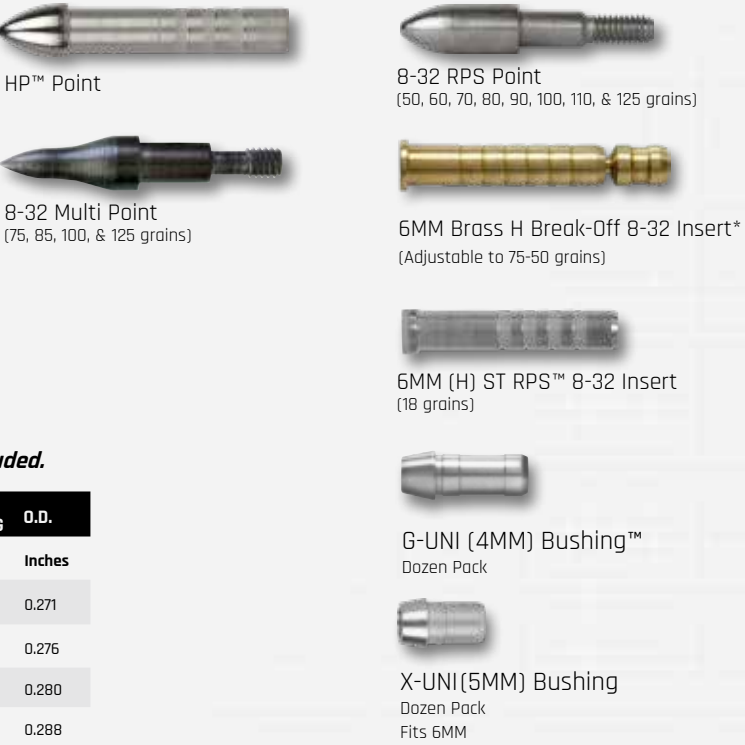 HP™ Point
8-32 RPS Point
(50, 60, 70, 80, 90, 100, 110, & 125 grains)
8-32 Multi Point
(75, 85, 100, & 125 grains)
6MM Brass H Break-Off 8-32 Insert*
(Adjustable to 75-50 grains)
6MM (H) ST RPS™ 8-32 Insert
(18 grains)
G-UNI (4MM) Bushing™
Dozen Pack
X-UNI(5MM) Bushing
Dozen Pack
Fits 6MM
O.D.
Inches
0.271
0.276
0.280
0.288